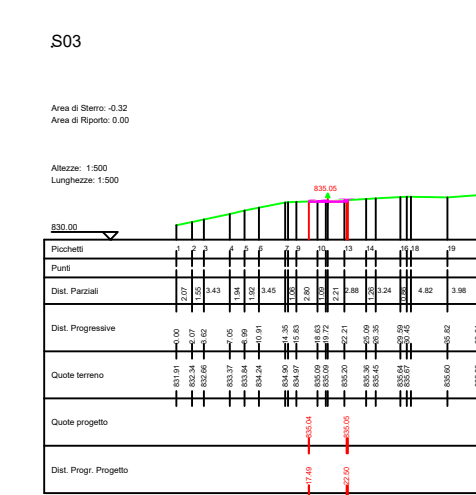 S03
Area di Sterro: -0.32
Area di Riporto: 0.00
Altezze: 1:500
Lunghezze: 1:500
835.05
830.00
Picchetti 1 2 3 4 5 6 7 9 10 13 14 16 18 19
Punti
Dist. Parziali 2.07 1.55 3.43 1.94 1.92 3.45 2.80 1.09 2.21 2.88 1.26 3.24 0.86 4.82 3.98
Dist. Progressive 0.00 2.07 3.62 7.05 8.99 10.91 14.35 15.83 18.63 19.72 22.21 25.09 26.35 29.59 30.45 35.82
Quote terreno 831.91 832.34 832.66 833.37 833.84 834.24 834.90 834.97 835.09 835.09 835.20 835.36 835.45 835.64 835.67 835.60
Quote progetto 835.04 835.05
Dist. Progr. Progetto 17.49 22.50